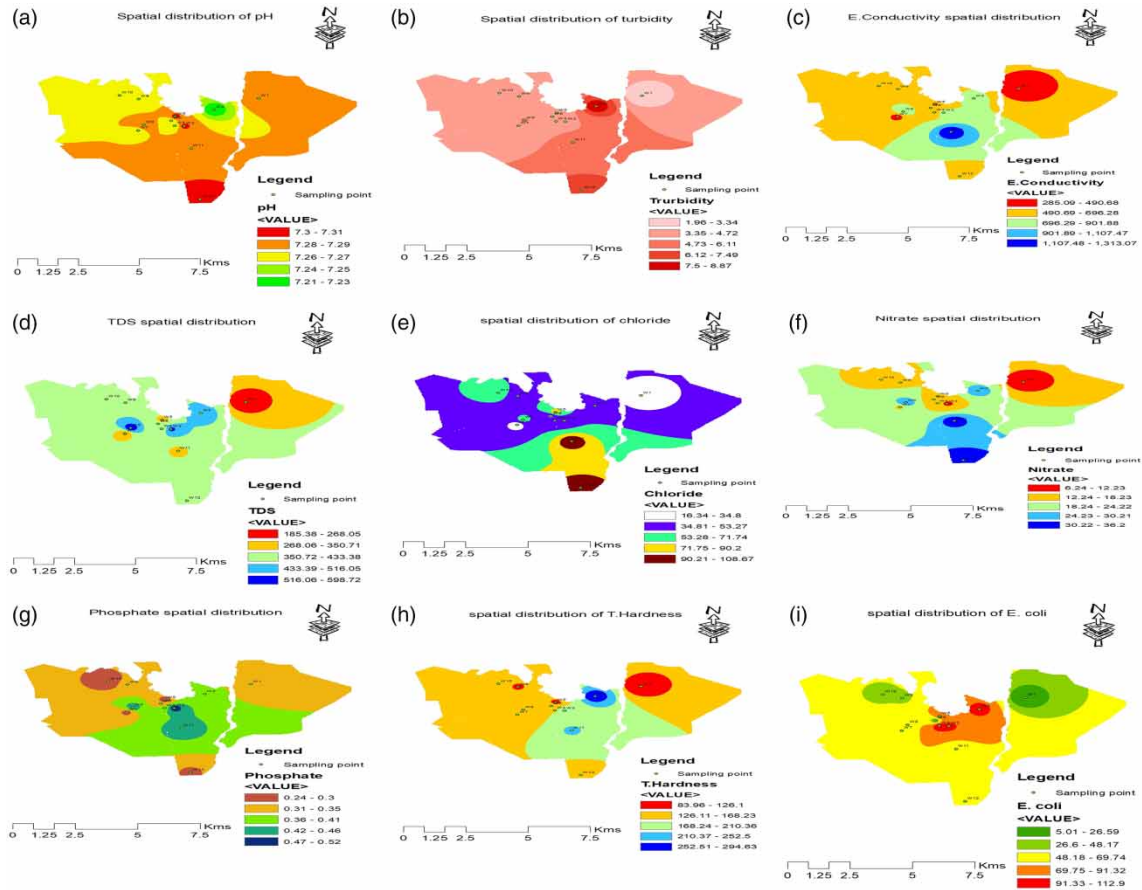 (a)
Spatial distribution of pH
N
Legend
Sampling point
pH
<VALUE>
7.3 - 7.31
7.28 - 7.29
7.26 - 7.27
7.24 - 7.25
7.21 - 7.23
Kms
0 1.25 2.5 5 7.5
(b)
Spatial distribution of turbidity
N
Legend
Sampling point
Trurbidity
<VALUE>
1.96 - 3.34
3.35 - 4.72
4.73 - 6.11
6.12 - 7.49
7.5 - 8.87
Kms
0 1.25 2.5 5 7.5
(c)
E.Conductivity spatial distribution
N
Legend
Sampling point
E.Conductivity
<VALUE>
285.09 - 490.68
490.69 - 696.28
696.29 - 901.88
901.89 - 1,107.47
1,107.48 - 1,313.07
Kms
0 1.25 2.5 5 7.5
(d)
TDS spatial distribution
N
Legend
Sampling point
TDS
<VALUE>
185.38 - 268.05
268.06 - 350.71
350.72 - 433.38
433.39 - 516.05
516.06 - 598.72
Kms
0 1.25 2.5 5 7.5
(e)
spatial distribution of chloride
N
Legend
Sampling point
Chloride
<VALUE>
16.34 - 34.8
34.81 - 53.27
53.28 - 71.74
71.75 - 90.2
90.21 - 108.67
Kms
0 1.25 2.5 5 7.5
(f)
Nitrate spatial distribution
N
Legend
Sampling point
Nitrate
<VALUE>
6.24 - 12.23
12.24 - 18.23
18.24 - 24.22
24.23 - 30.21
30.22 - 36.2
Kms
0 1.25 2.5 5 7.5
(g)
Phosphate spatial distribution
N
Legend
Sampling point
Phosphate
<VALUE>
0.24 - 0.3
0.31 - 0.35
0.36 - 0.41
0.42 - 0.46
0.47 - 0.52
Kms
0 1.25 2.5 5 7.5
(h)
spatial distribution of T.Hardness
N
Legend
Sampling point
T.Hardness
<VALUE>
83.98 - 126.1
126.11 - 168.23
168.24 - 210.36
210.37 - 252.5
252.51 - 294.63
Kms
0 1.25 2.5 5 7.5
(i)
spatial distribution of E. coli
N
Legend
Sampling point
E. coli
<VALUE>
5.01 - 26.59
26.6 - 48.17
48.18 - 69.74
69.75 - 91.32
91.33 - 112.9
Kms
0 1.25 2.5 5 7.5